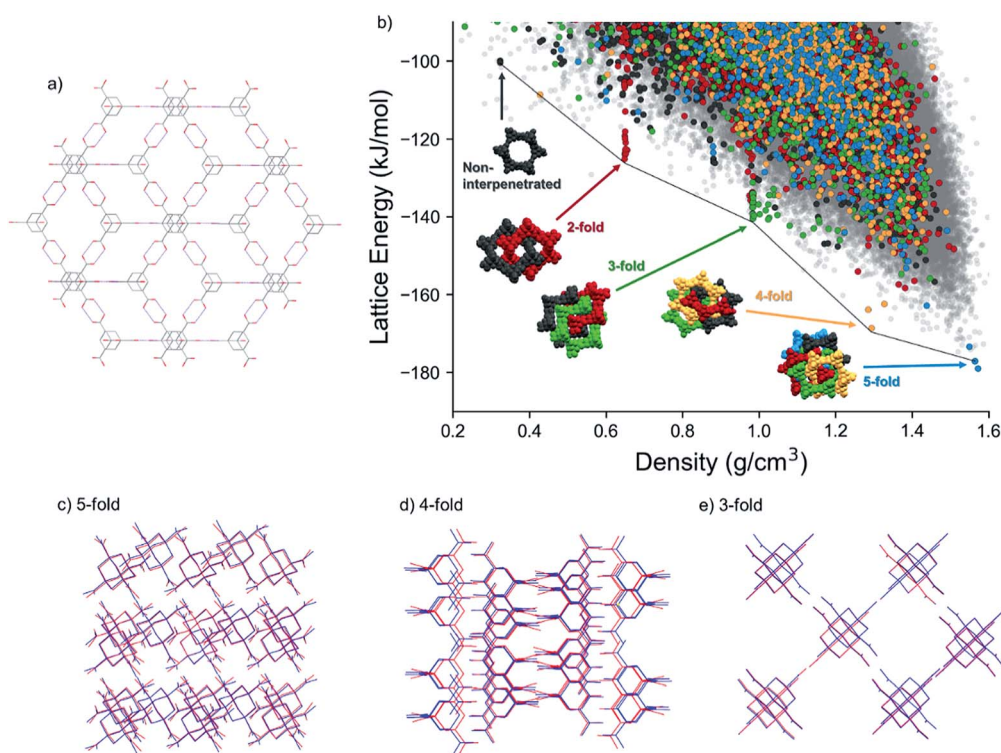 a)
b)
Lattice Energy (kJ/mol)
−100
−120
−140
−160
−180
Non-
interpenetrated
2-fold
3-fold
4-fold
5-fold
0.2 0.4 0.6 0.8 1.0 1.2 1.4 1.6
Density (g/cm³)
c) 5-fold
d) 4-fold
e) 3-fold